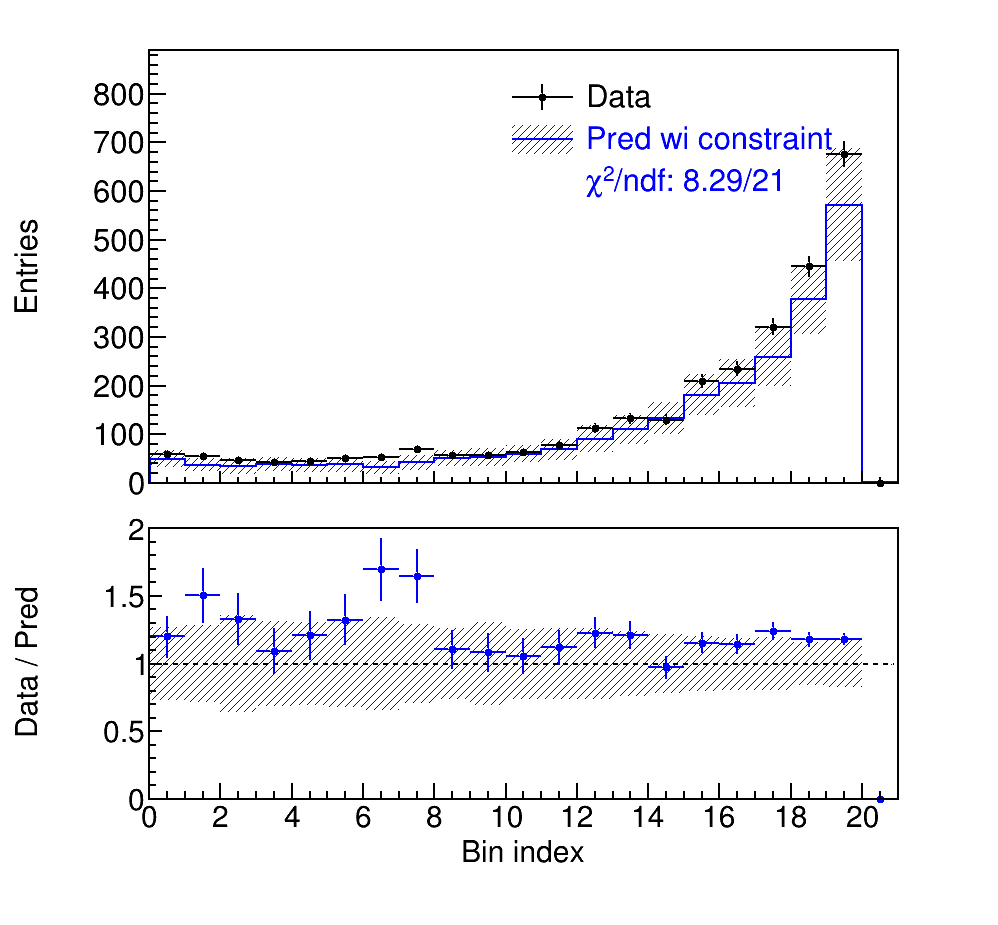 Entries
800
700
600
500
400
300
200
100
0
Data
Pred wi constraint
χ²/ndf: 8.29/21
Data / Pred
2
1.5
1
0.5
0
0 2 4 6 8 10 12 14 16 18 20
Bin index